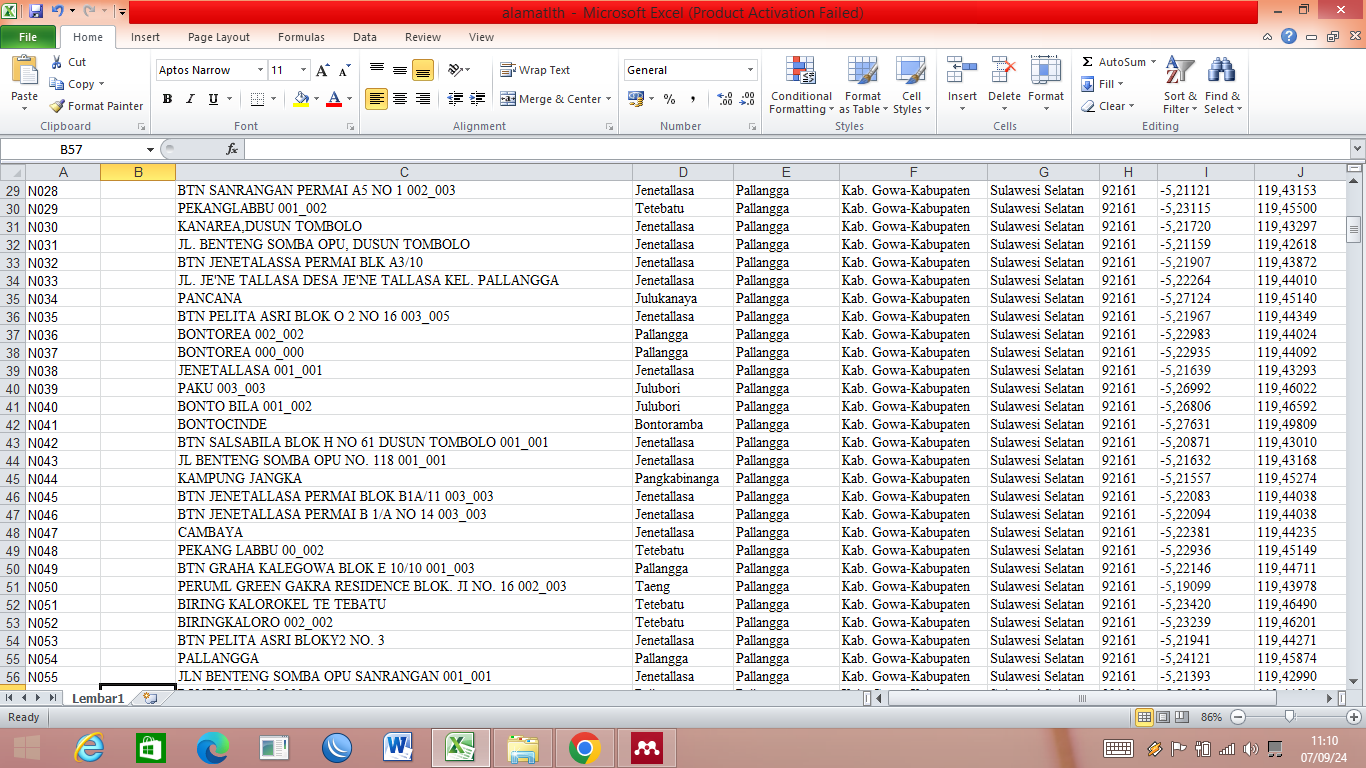 alamatlth - Microsoft Excel (Product Activation Failed)
File Home Insert Page Layout Formulas Data Review View
Paste Cut Copy Format Painter Clipboard
Aptos Narrow 11 B I U Font
Wrap Text Merge & Center Alignment
General % , Number
Conditional Formatting Format as Table Cell Styles Styles
Insert Delete Format Cells
AutoSum Fill Clear Sort & Filter Find & Select Editing
B57 fx
A B C D E F G H I J
29 N028 BTN SANRANGAN PERMAI A5 NO 1 002_003 Jenetallasa Pallangga Kab. Gowa-Kabupaten Sulawesi Selatan 92161 -5,21121 119,43153
30 N029 PEKANGLABBU 001_002 Tetebatu Pallangga Kab. Gowa-Kabupaten Sulawesi Selatan 92161 -5,23115 119,45500
31 N030 KANAREA,DUSUN TOMBOLO Jenetallasa Pallangga Kab. Gowa-Kabupaten Sulawesi Selatan 92161 -5,21720 119,43297
32 N031 JL. BENTENG SOMBA OPU, DUSUN TOMBOLO Jenetallasa Pallangga Kab. Gowa-Kabupaten Sulawesi Selatan 92161 -5,21159 119,42618
33 N032 BTN JENETALASSA PERMAI BLK A3/10 Jenetallasa Pallangga Kab. Gowa-Kabupaten Sulawesi Selatan 92161 -5,21907 119,43872
34 N033 JL. JE'NE TALLASA DESA JE'NE TALLASA KEL. PALLANGGA Jenetallasa Pallangga Kab. Gowa-Kabupaten Sulawesi Selatan 92161 -5,22264 119,44010
35 N034 PANCANA Julukanaya Pallangga Kab. Gowa-Kabupaten Sulawesi Selatan 92161 -5,27124 119,45140
36 N035 BTN PELITA ASRI BLOK O 2 NO 16 003_005 Jenetallasa Pallangga Kab. Gowa-Kabupaten Sulawesi Selatan 92161 -5,21967 119,44349
37 N036 BONTOREA 002_002 Pallangga Pallangga Kab. Gowa-Kabupaten Sulawesi Selatan 92161 -5,22983 119,44024
38 N037 BONTOREA 000_000 Pallangga Pallangga Kab. Gowa-Kabupaten Sulawesi Selatan 92161 -5,22935 119,44092
39 N038 JENETALLASA 001_001 Jenetallasa Pallangga Kab. Gowa-Kabupaten Sulawesi Selatan 92161 -5,21639 119,43293
40 N039 PAKU 003_003 Julubori Pallangga Kab. Gowa-Kabupaten Sulawesi Selatan 92161 -5,26992 119,46022
41 N040 BONTO BILA 001_002 Julubori Pallangga Kab. Gowa-Kabupaten Sulawesi Selatan 92161 -5,26806 119,46592
42 N041 BONTOCINDE Bontoramba Pallangga Kab. Gowa-Kabupaten Sulawesi Selatan 92161 -5,27631 119,49809
43 N042 BTN SALSABILA BLOK H NO 61 DUSUN TOMBOLO 001_001 Jenetallasa Pallangga Kab. Gowa-Kabupaten Sulawesi Selatan 92161 -5,20871 119,43010
44 N043 JL BENTENG SOMBA OPU NO. 118 001_001 Jenetallasa Pallangga Kab. Gowa-Kabupaten Sulawesi Selatan 92161 -5,21632 119,43168
45 N044 KAMPUNG JANGKA Pangkabinanga Pallangga Kab. Gowa-Kabupaten Sulawesi Selatan 92161 -5,21557 119,45274
46 N045 BTN JENETALLASA PERMAI BLOK B1A/11 003_003 Jenetallasa Pallangga Kab. Gowa-Kabupaten Sulawesi Selatan 92161 -5,22083 119,44038
47 N046 BTN JENETALLASA PERMAI B 1/A NO 14 003_003 Jenetallasa Pallangga Kab. Gowa-Kabupaten Sulawesi Selatan 92161 -5,22094 119,44038
48 N047 CAMBAYA Jenetallasa Pallangga Kab. Gowa-Kabupaten Sulawesi Selatan 92161 -5,22381 119,44235
49 N048 PEKANG LABBU 00_002 Tetebatu Pallangga Kab. Gowa-Kabupaten Sulawesi Selatan 92161 -5,22936 119,45149
50 N049 BTN GRAHA KALEGOWA BLOK E 10/10 001_003 Pallangga Pallangga Kab. Gowa-Kabupaten Sulawesi Selatan 92161 -5,22146 119,44711
51 N050 PERUML GREEN GAKRA RESIDENCE BLOK. JI NO. 16 002_003 Taeng Pallangga Kab. Gowa-Kabupaten Sulawesi Selatan 92161 -5,19099 119,43978
52 N051 BIRING KALOROKEL TE TEBATU Tetebatu Pallangga Kab. Gowa-Kabupaten Sulawesi Selatan 92161 -5,23420 119,46490
53 N052 BIRINGKALORO 002_002 Tetebatu Pallangga Kab. Gowa-Kabupaten Sulawesi Selatan 92161 -5,23239 119,46201
54 N053 BTN PELITA ASRI BLOKY2 NO. 3 Jenetallasa Pallangga Kab. Gowa-Kabupaten Sulawesi Selatan 92161 -5,21941 119,44271
55 N054 PALLANGGA Pallangga Pallangga Kab. Gowa-Kabupaten Sulawesi Selatan 92161 -5,24121 119,45874
56 N055 JLN BENTENG SOMBA OPU SANRANGAN 001_001 Jenetallasa Pallangga Kab. Gowa-Kabupaten Sulawesi Selatan 92161 -5,21393 119,42990
Lembar1
Ready 86%
11:10
07/09/24